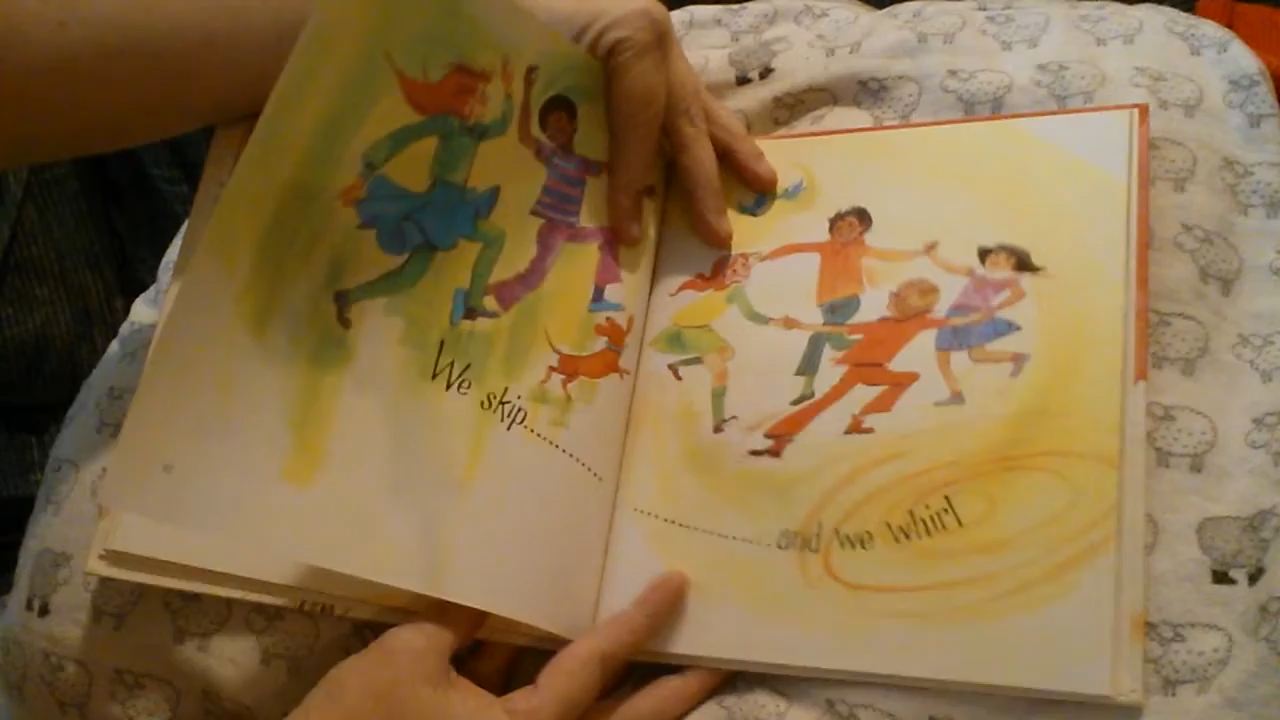 We skip..............
................and we whirl